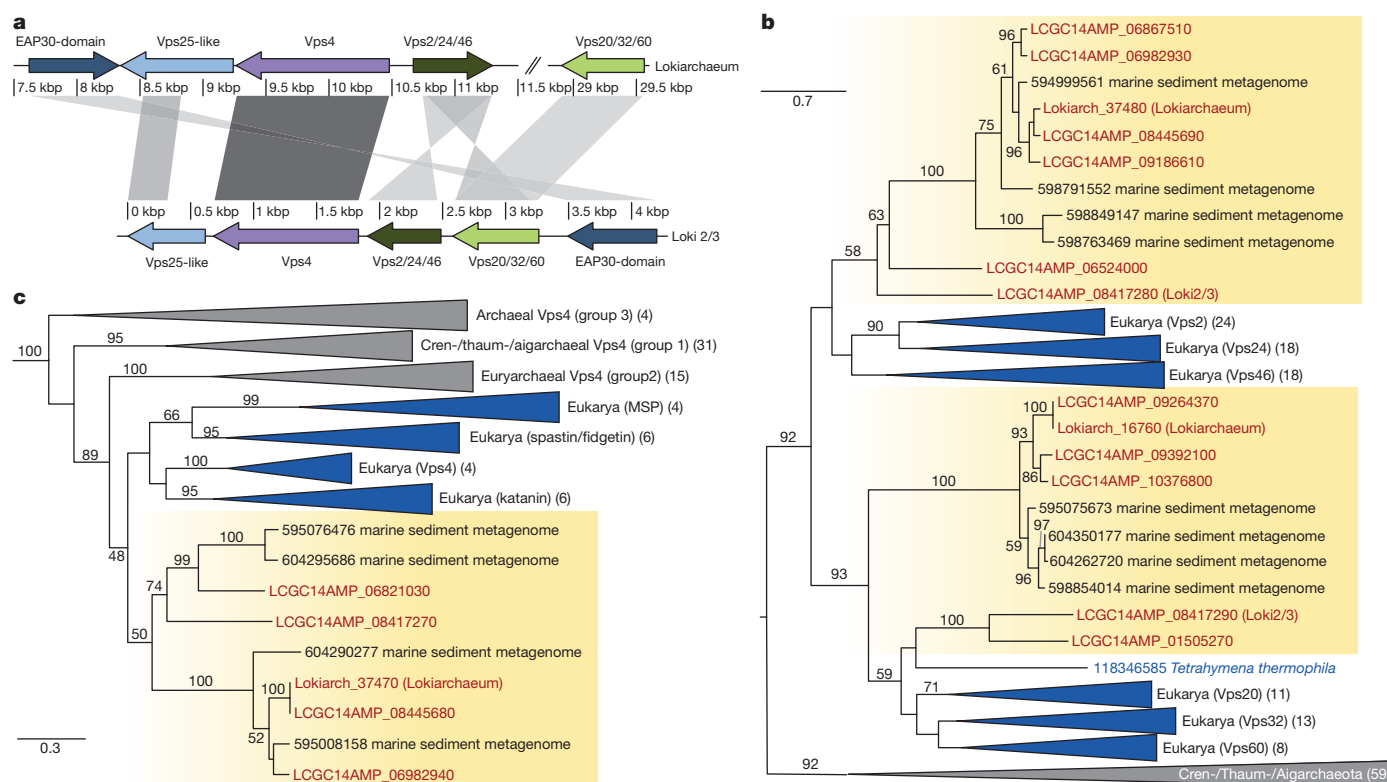 a
EAP30-domain Vps25-like Vps4 Vps2/24/46 Vps20/32/60
Lokiarchaeum
7.5 kbp 8 kbp 8.5 kbp 9 kbp 9.5 kbp 10 kbp 10.5 kbp 11 kbp 11.5 kbp 29 kbp 29.5 kbp
0 kbp 0.5 kbp 1 kbp 1.5 kbp 2 kbp 2.5 kbp 3 kbp 3.5 kbp 4 kbp
Loki 2/3
Vps25-like Vps4 Vps2/24/46 Vps20/32/60 EAP30-domain
b
0.7
LCGC14AMP_06867510
96
LCGC14AMP_06982930
61
594999561 marine sediment metagenome
Lokiarch_37480 (Lokiarchaeum)
75
LCGC14AMP_08445690
96
LCGC14AMP_09186610
100
598791552 marine sediment metagenome
598849147 marine sediment metagenome
100
598763469 marine sediment metagenome
63
58
LCGC14AMP_06524000
LCGC14AMP_08417280 (Loki2/3)
90
Eukarya (Vps2) (24)
Eukarya (Vps24) (18)
Eukarya (Vps46) (18)
92
100
LCGC14AMP_09264370
93
Lokiarch_16760 (Lokiarchaeum)
LCGC14AMP_09392100
86
LCGC14AMP_10376800
100
595075673 marine sediment metagenome
97
604350177 marine sediment metagenome
59
604262720 marine sediment metagenome
96
598854014 marine sediment metagenome
93
LCGC14AMP_08417290 (Loki2/3)
100
LCGC14AMP_01505270
118346585 Tetrahymena thermophila
59
71
Eukarya (Vps20) (11)
Eukarya (Vps32) (13)
Eukarya (Vps60) (8)
92
Cren-/Thaum-/Aigarchaeota (59
c
Archaeal Vps4 (group 3) (4)
100
95
Cren-/thaum-/aigarchaeal Vps4 (group 1) (31)
100
Euryarchaeal Vps4 (group2) (15)
99
Eukarya (MSP) (4)
66
95
Eukarya (spastin/fidgetin) (6)
89
100
Eukarya (Vps4) (4)
95
Eukarya (katanin) (6)
48
595076476 marine sediment metagenome
100
604295686 marine sediment metagenome
99
LCGC14AMP_06821030
74
LCGC14AMP_08417270
50
604290277 marine sediment metagenome
100
Lokiarch_37470 (Lokiarchaeum)
100
LCGC14AMP_08445680
52
595008158 marine sediment metagenome
LCGC14AMP_06982940
0.3